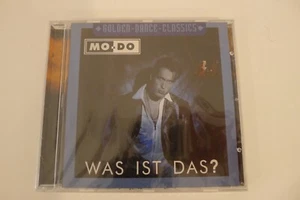 GOLDEN-DANCE-CLASSICS
MO-DO
WAS IST DAS?